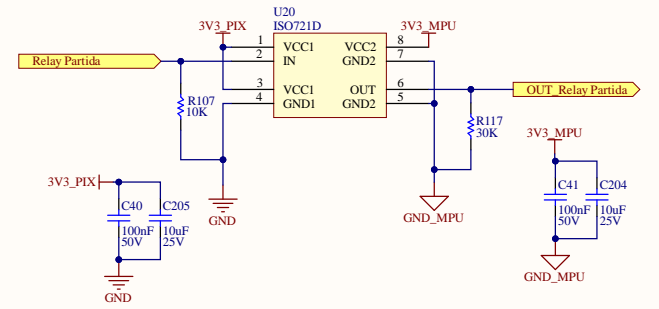 U20
ISO721D
3V3_PIX
3V3_MPU
1 VCC1 VCC2 8
2 IN GND2 7
Relay Partida
3 VCC1 OUT 6
4 GND1 GND2 5
OUT_Relay Partida
R107
10K
R117
30K
GND
GND_MPU
3V3_PIX
C40
100nF
50V
C205
10uF
25V
GND
3V3_MPU
C41
100nF
50V
C204
10uF
25V
GND_MPU